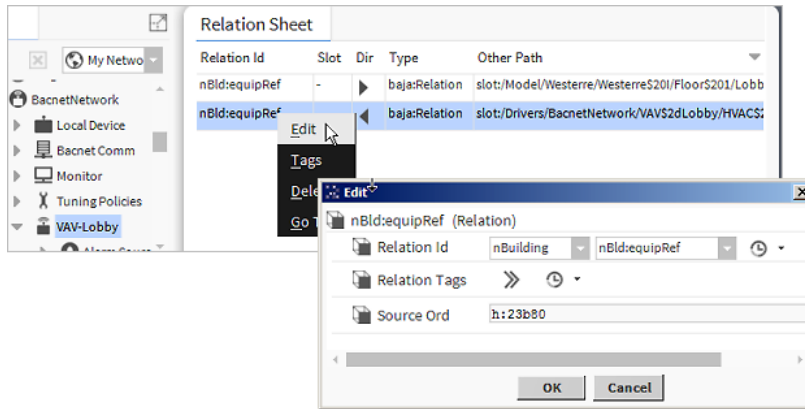 Relation Sheet
My Netwo
Relation Id Slot Dir Type Other Path
nBld:equipRef - baja:Relation slot:/Model/Westerre/Westerre$20I/Floor$201/Lobb
nBld:equipRef baja:Relation slot:/Drivers/BacnetNetwork/VAV$2dLobby/HVAC$2
BacnetNetwork
Local Device
Bacnet Comm
Monitor
Tuning Policies
VAV-Lobby
Edit
Tags
Dele
Go T
Edit
nBld:equipRef (Relation)
Relation Id nBuilding nBld:equipRef
Relation Tags
Source Ord h:23b80
OK Cancel